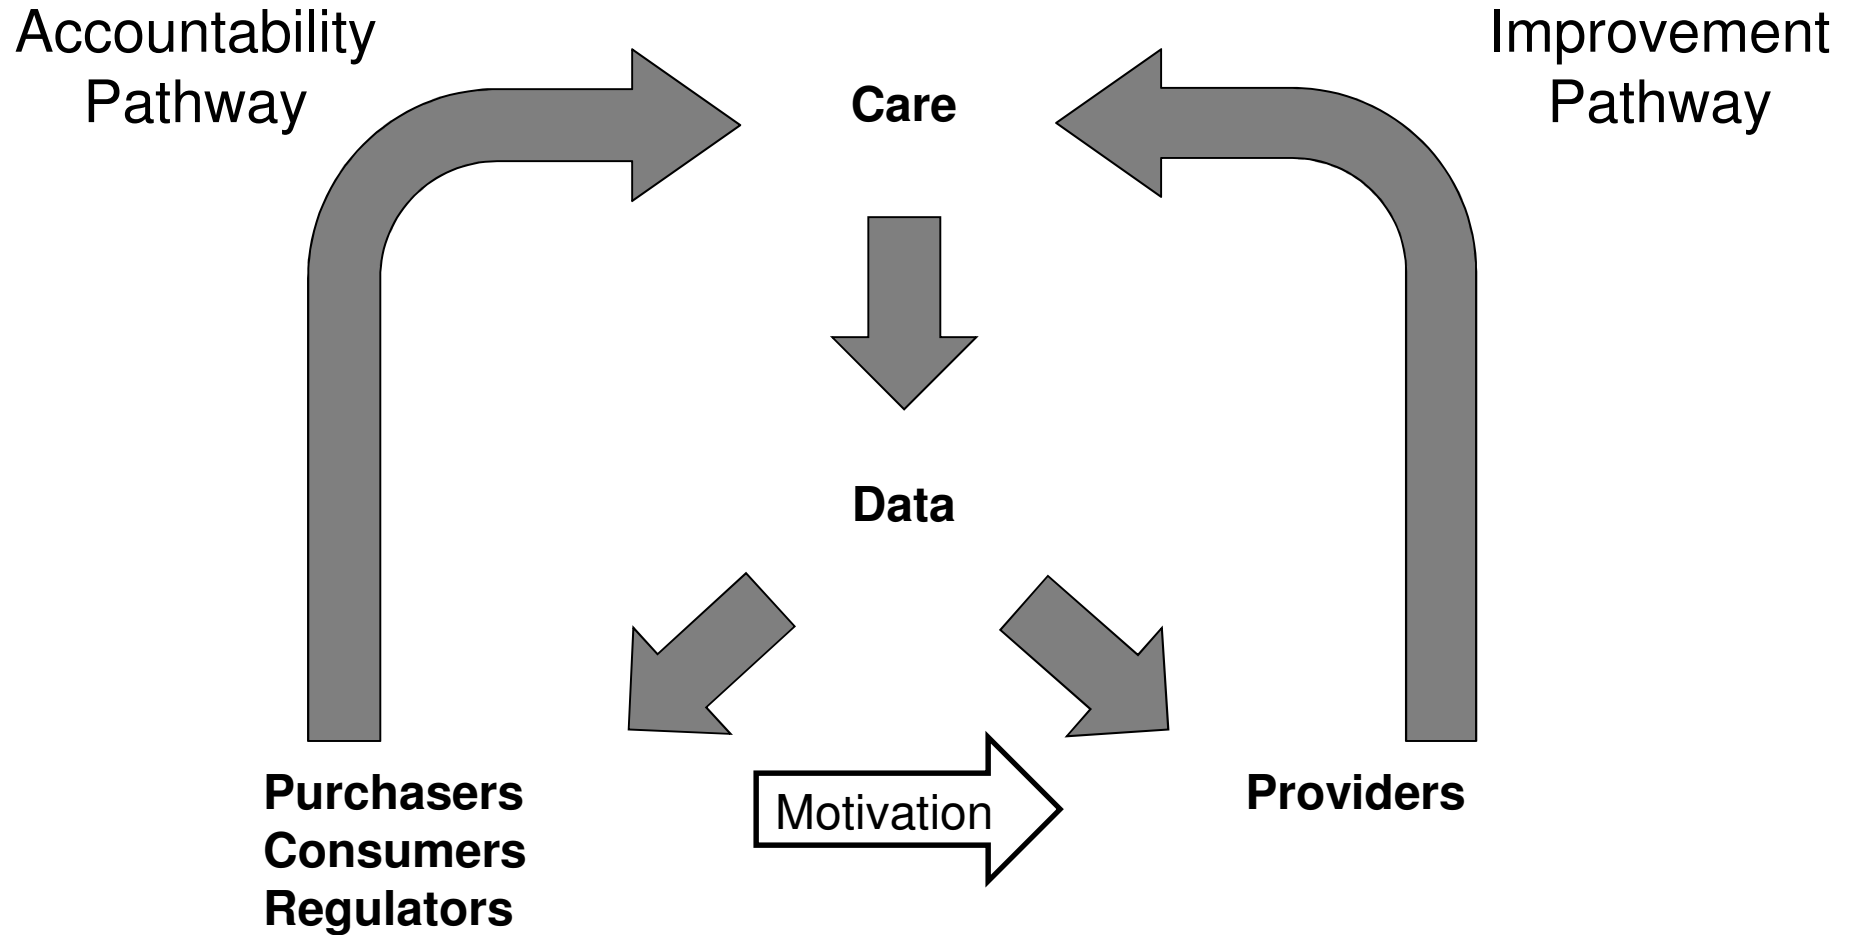 Accountability
Pathway
Improvement
Pathway
Care
Data
Motivation
Purchasers
Consumers
Regulators
Providers